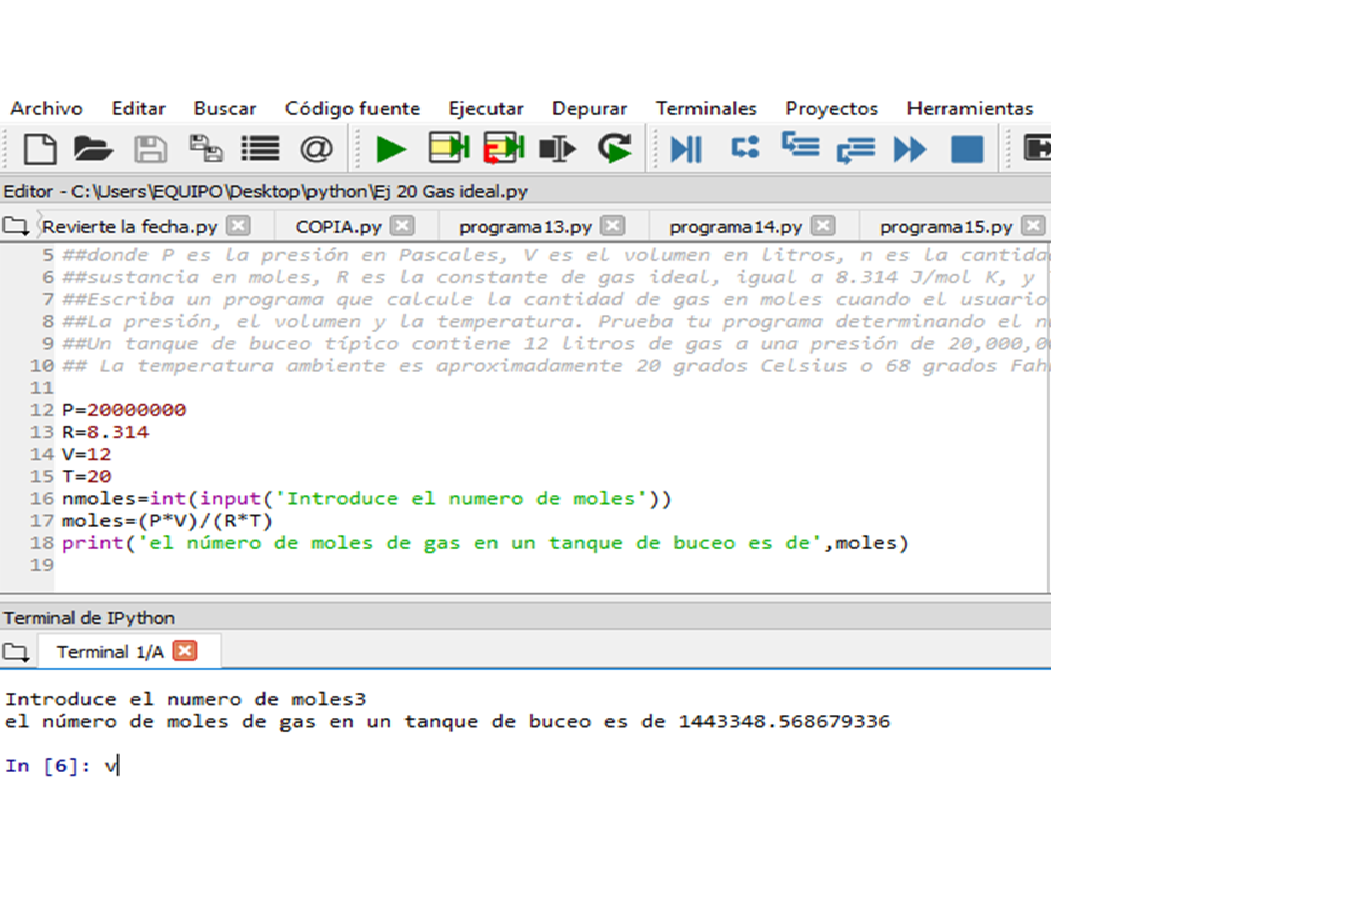 Archivo Editar Buscar Código fuente Ejecutar Depurar Terminales Proyectos Herramientas
Editor - C:\Users\EQUIPO\Desktop\python\Ej 20 Gas ideal.py
Revierte la fecha.py COPIA.py programa13.py programa14.py programa15.py
5 ##donde P es la presión en Pascales, V es el volumen en litros, n es la cantida
6 ##sustancia en moles, R es la constante de gas ideal, igual a 8.314 J/mol K, y
7 ##Escriba un programa que calcule la cantidad de gas en moles cuando el usuario
8 ##La presión, el volumen y la temperatura. Prueba tu programa determinando el n
9 ##Un tanque de buceo típico contiene 12 litros de gas a una presión de 20,000,0
10 ## La temperatura ambiente es aproximadamente 20 grados Celsius o 68 grados Fah
11
12 P=20000000
13 R=8.314
14 V=12
15 T=20
16 nmoles=int(input('Introduce el numero de moles'))
17 moles=(P*V)/(R*T)
18 print('el número de moles de gas en un tanque de buceo es de',moles)
19
Terminal de IPython
Terminal 1/A
Introduce el numero de moles3
el número de moles de gas en un tanque de buceo es de 1443348.568679336
In [6]: v